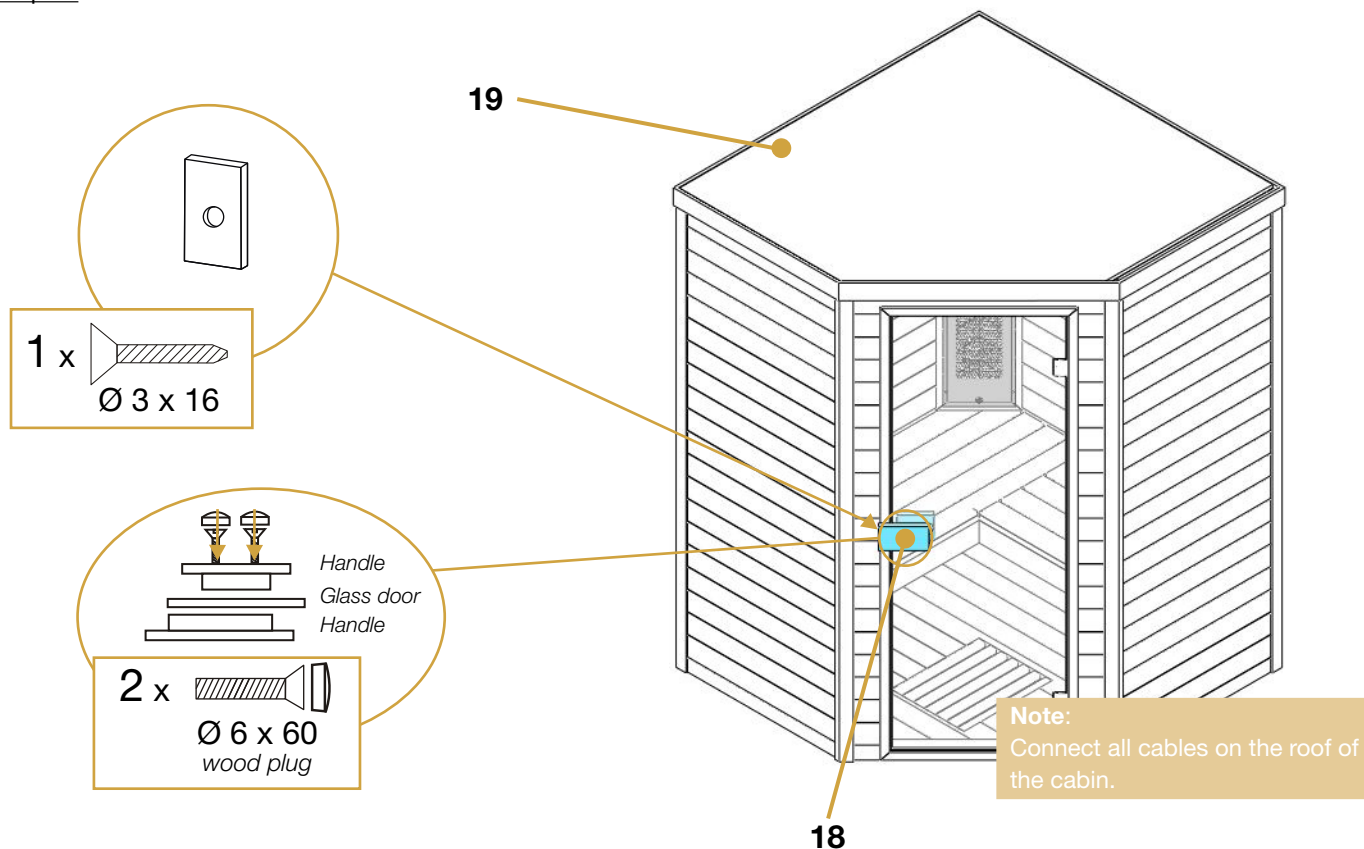 19
1 x
Ø 3 x 16
Handle
Glass door
Handle
2 x
Ø 6 x 60
wood plug
Note:
Connect all cables on the roof of
the cabin.
18